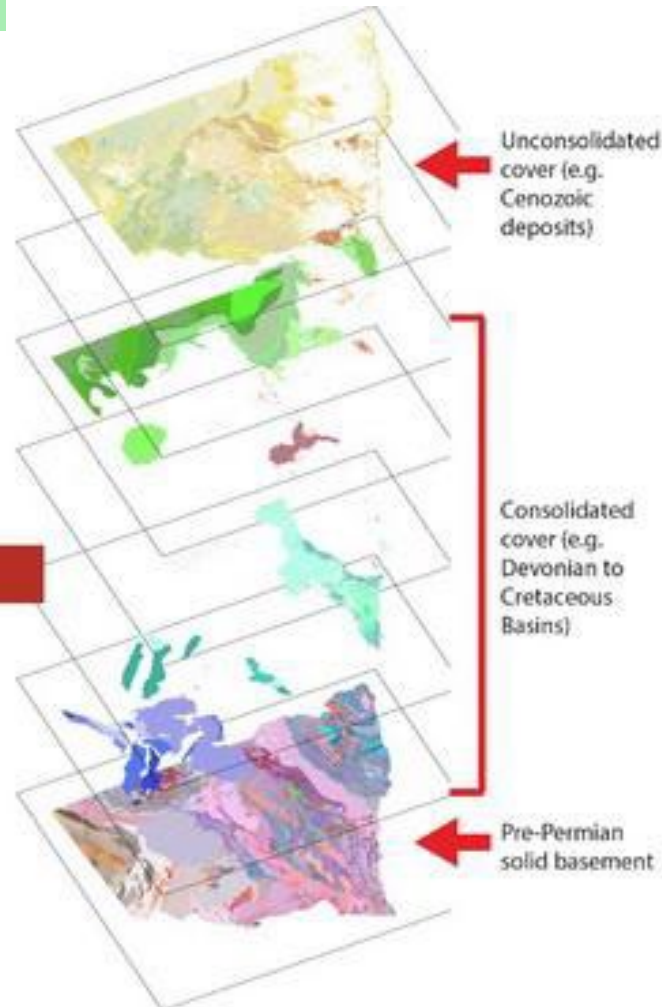 Unconsolidated
cover (e.g.
Cenozoic
deposits)
Consolidated
cover (e.g.
Devonian to
Cretaceous
Basins)
Pre-Permian
solid basement